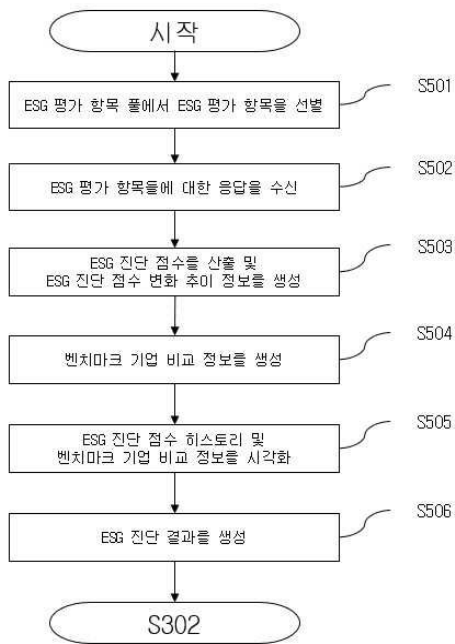 시작
ESG 평가 항목 풀에서 ESG 평가 항목을 선별
S501
ESG 평가 항목들에 대한 응답을 수신
S502
ESG 진단 점수를 산출 및
ESG 진단 점수 변화 추이 정보를 생성
S503
벤치마크 기업 비교 정보를 생성
S504
ESG 진단 점수 히스토리 및
벤치마크 기업 비교 정보를 시각화
S505
ESG 진단 결과를 생성
S506
S302